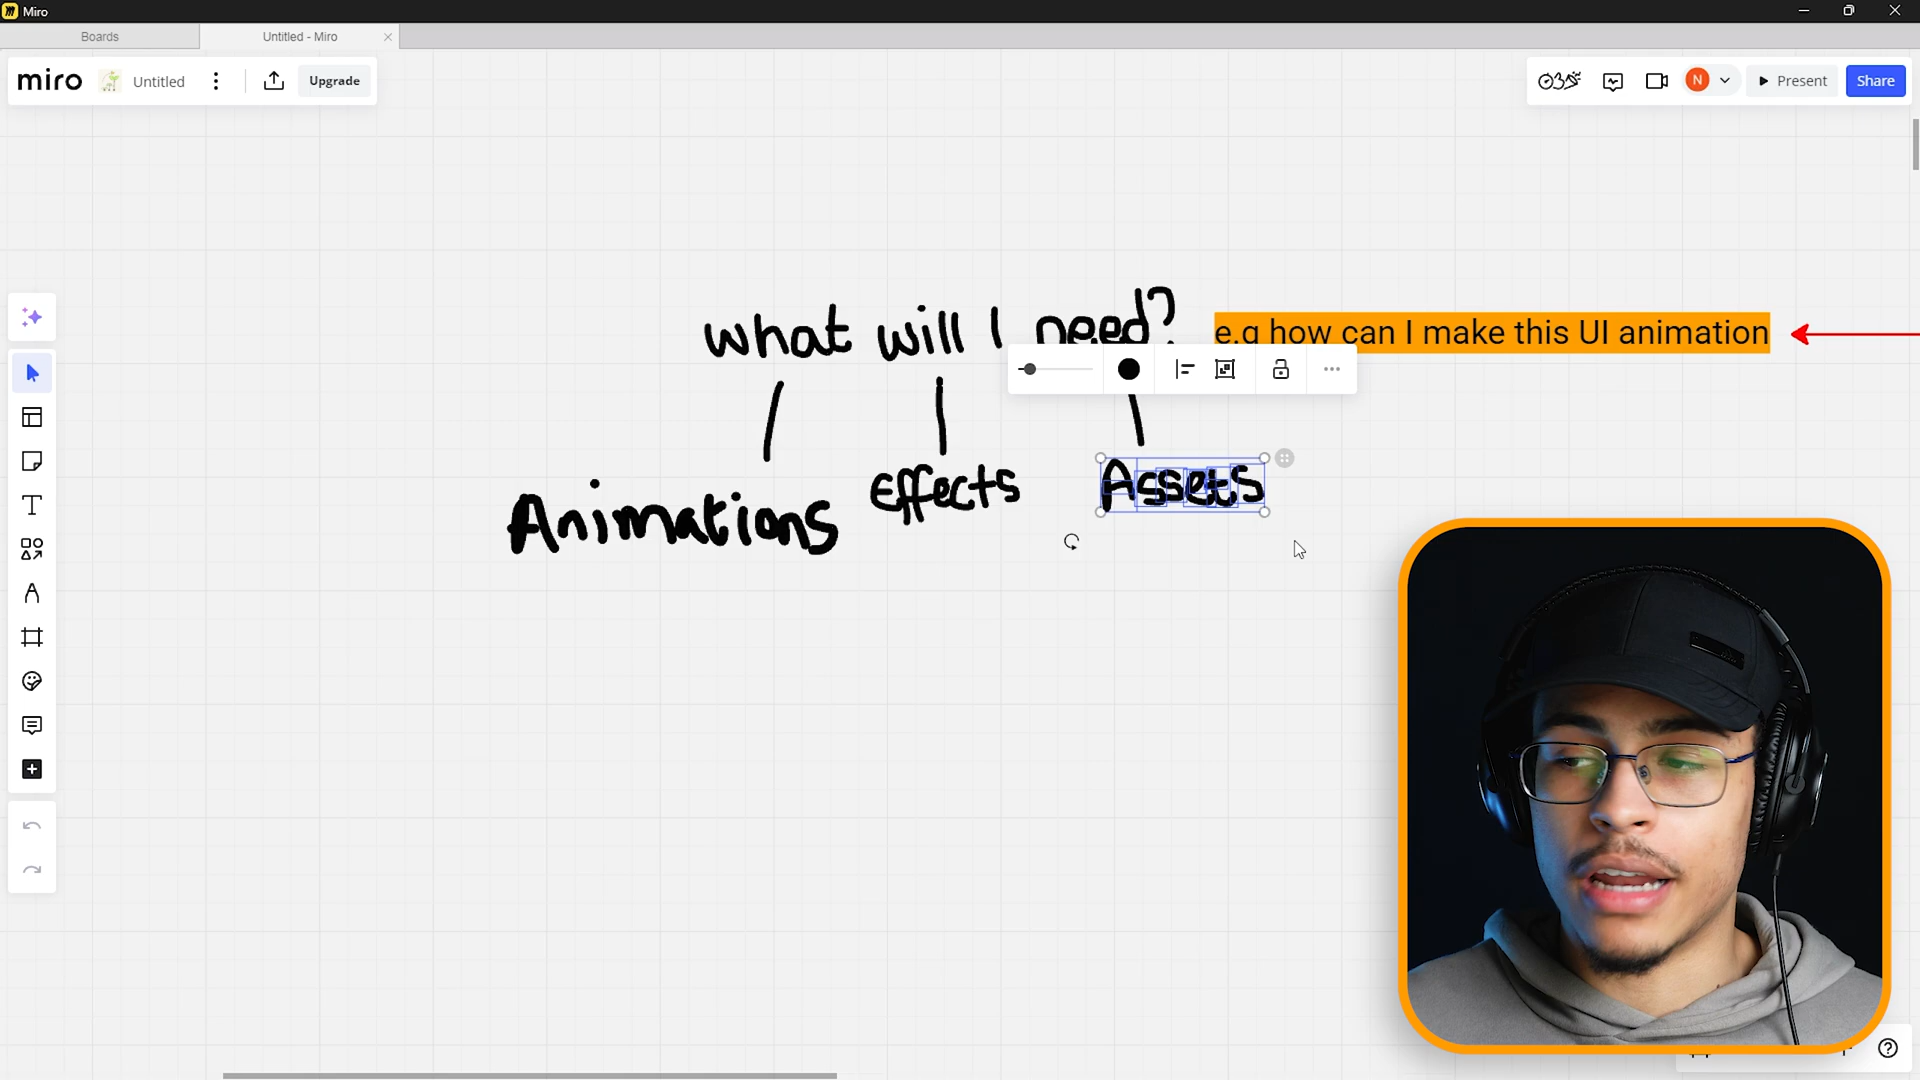 Miro
Boards
Untitled - Miro
miro
Untitled
Upgrade
N
Present
Share
what will I need?
e.g how can I make this UI animation
Effects
Assets
Animations